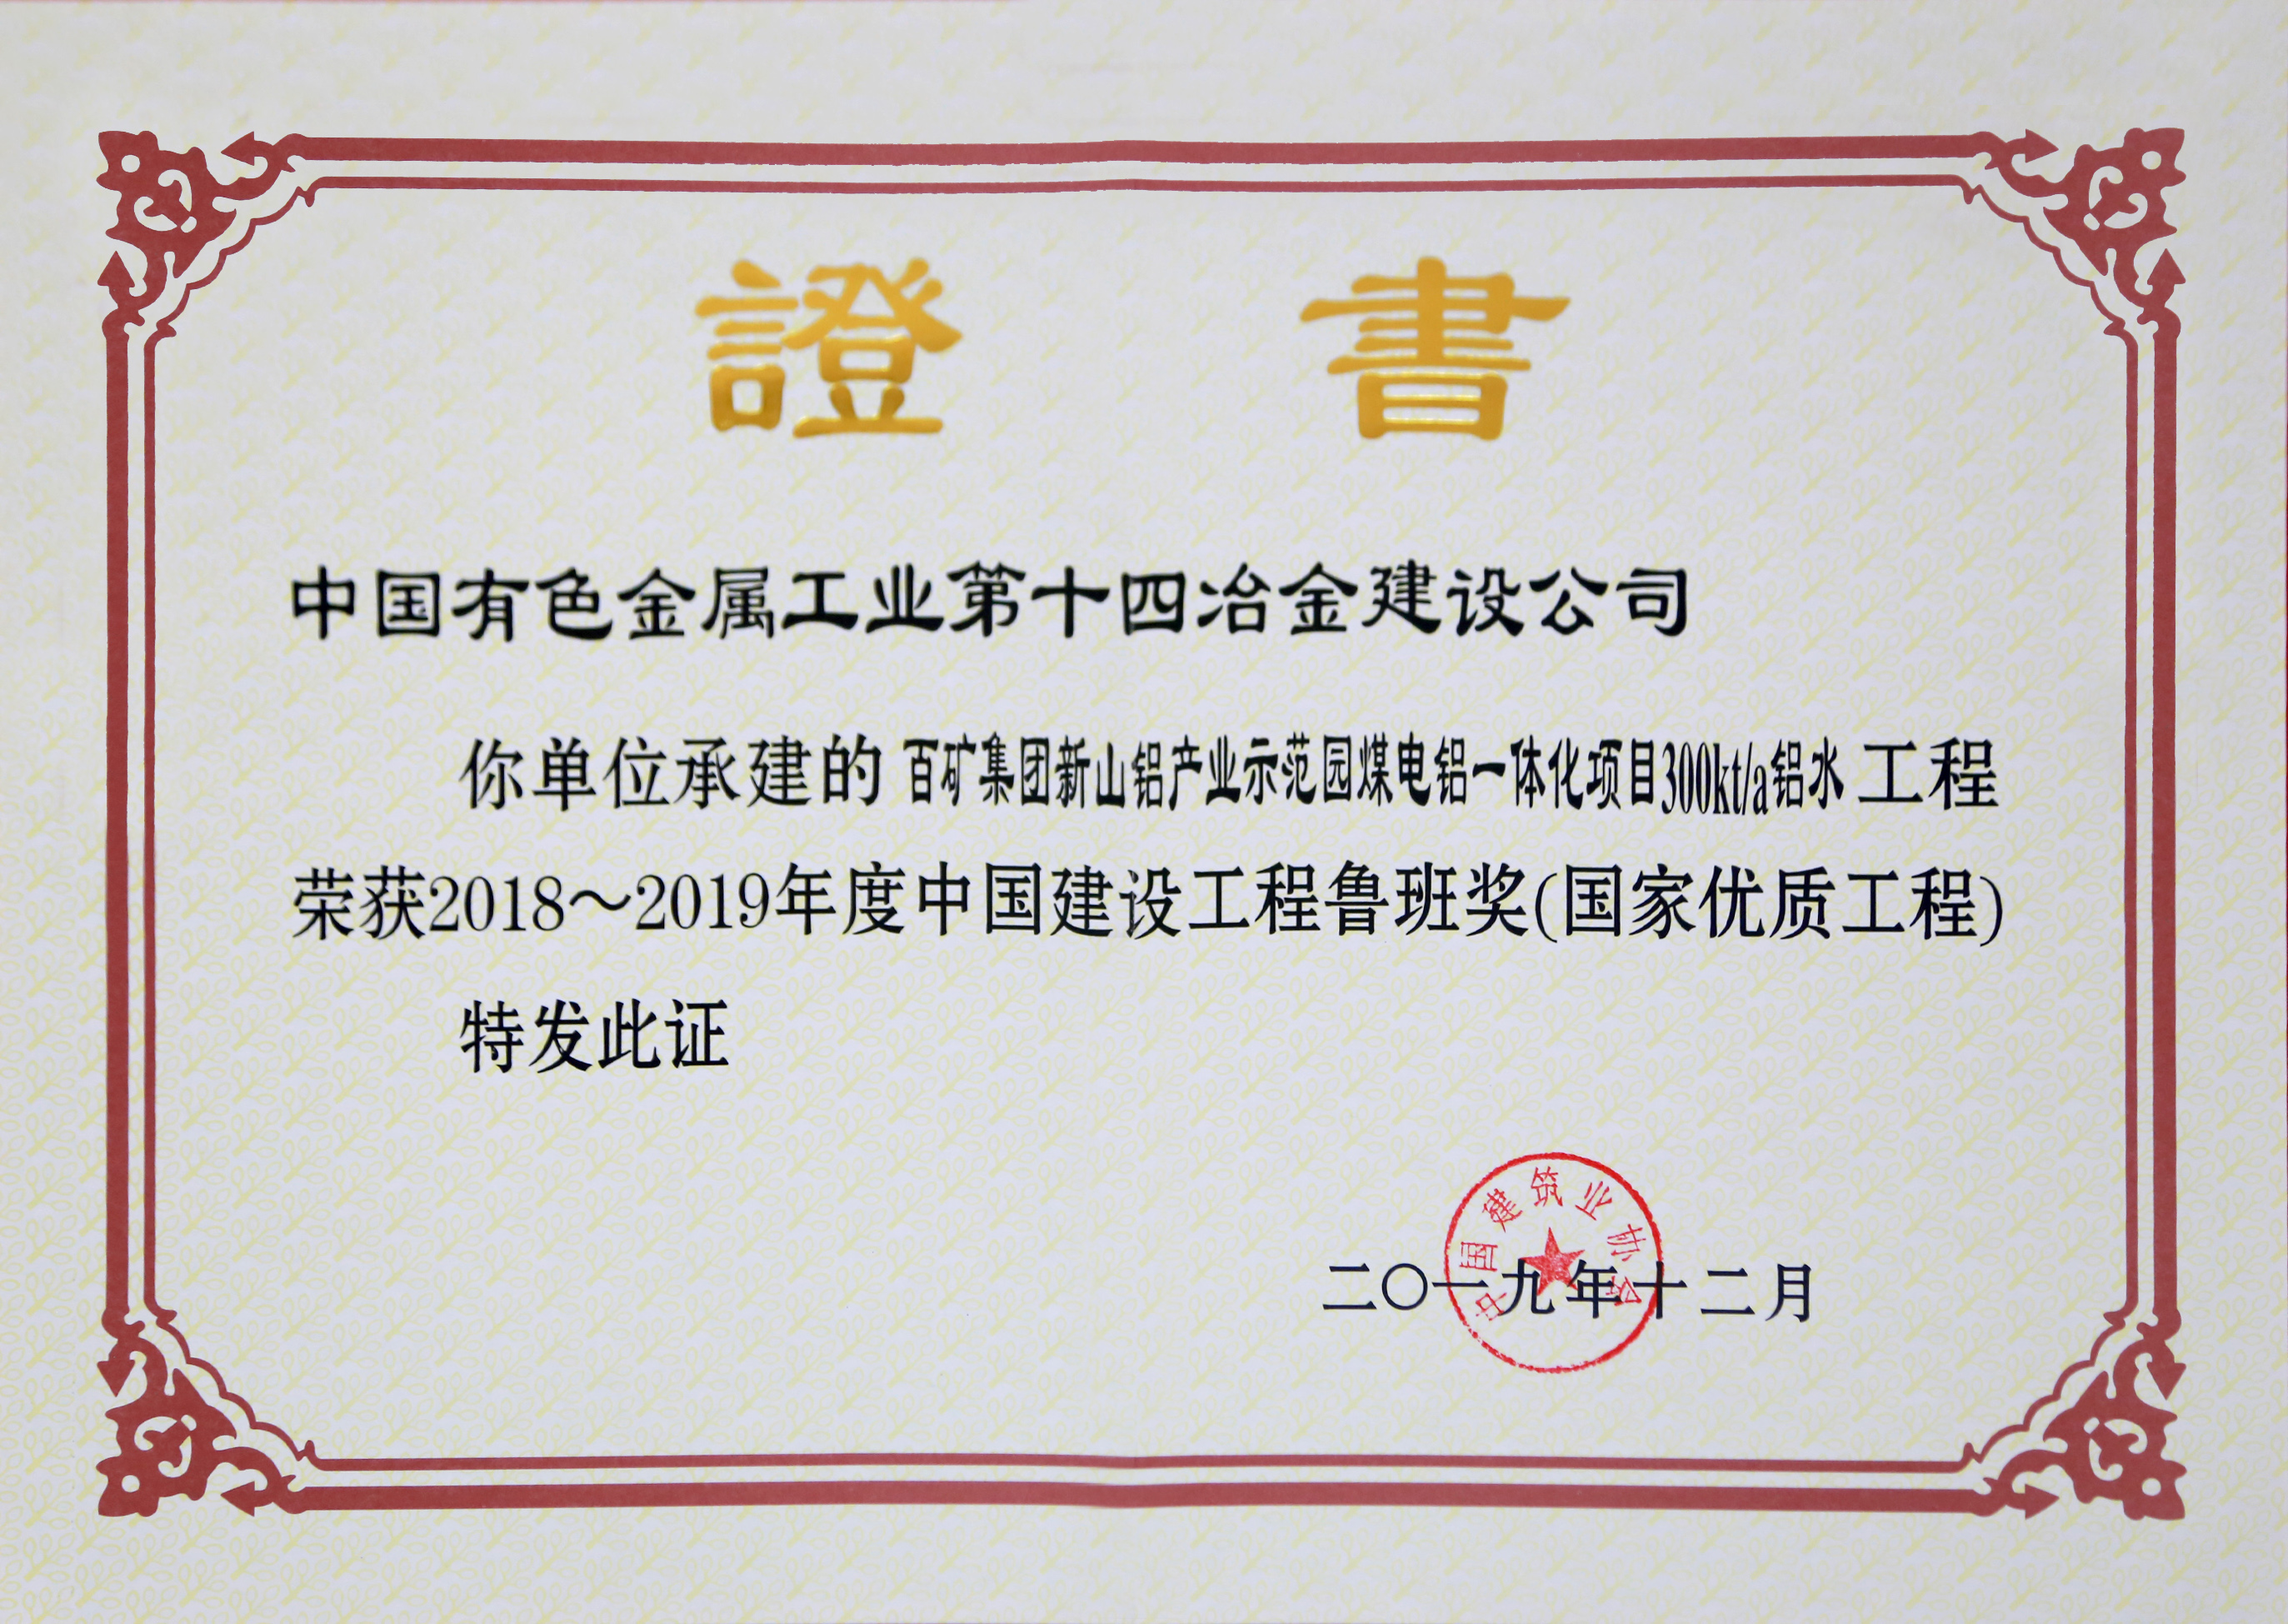 證書
中国有色金属工业第十四冶金建设公司
你单位承建的 百矿集团新山铝产业示范园煤电铝一体化项目300kt/a铝水 工程
荣获2018～2019年度中国建设工程鲁班奖(国家优质工程)
特发此证
中国建筑业协会
二〇一九年十二月